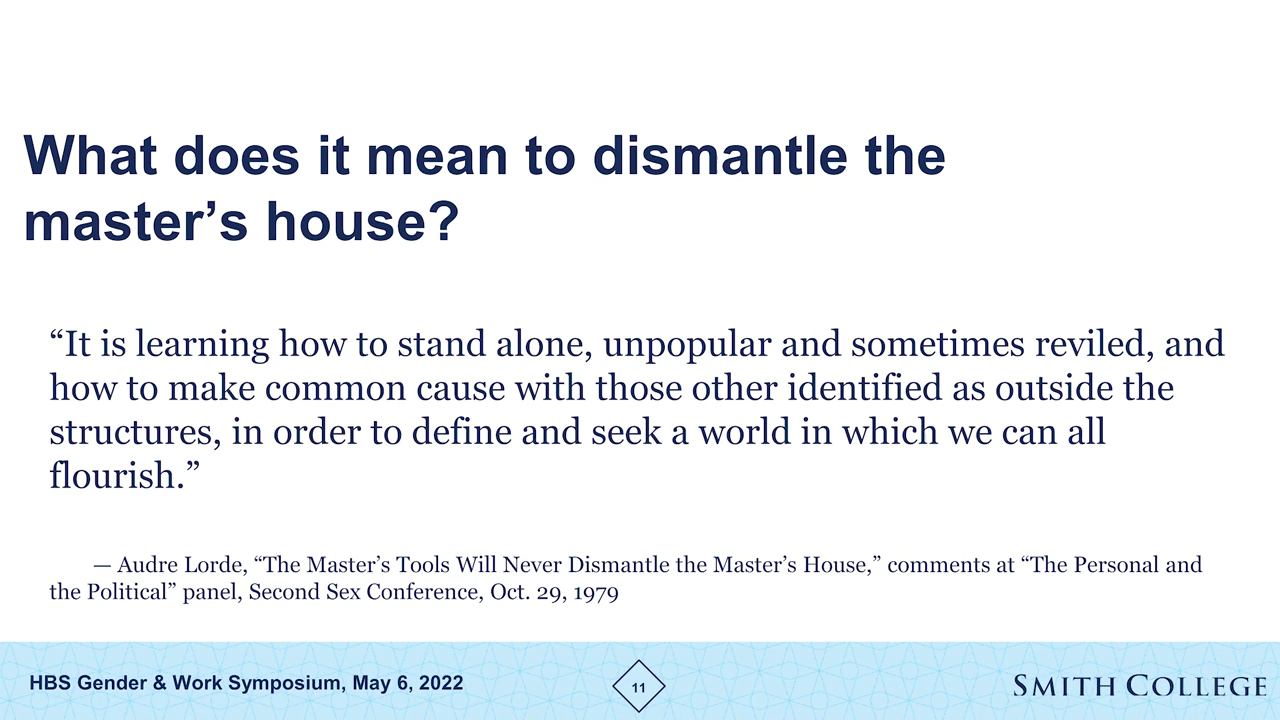 What does it mean to dismantle the
master’s house?
“It is learning how to stand alone, unpopular and sometimes reviled, and
how to make common cause with those other identified as outside the
structures, in order to define and seek a world in which we can all
flourish.”
— Audre Lorde, “The Master’s Tools Will Never Dismantle the Master’s House,” comments at “The Personal and
the Political” panel, Second Sex Conference, Oct. 29, 1979
HBS Gender & Work Symposium, May 6, 2022
11
SMITH COLLEGE